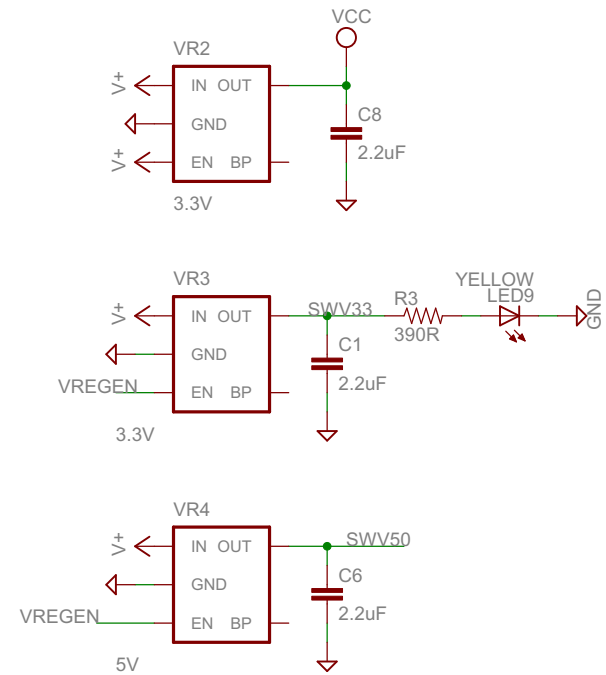 VCC
VR2
V+ IN OUT
C8
GND
2.2uF
V+ EN BP
3.3V
VR3
YELLOW
LED9
V+ IN OUT SWV33 R3 GND
390R
GND
C1
VREGEN EN BP
2.2uF
3.3V
VR4
V+ IN OUT SWV50
C6
GND
2.2uF
VREGEN EN BP
5V